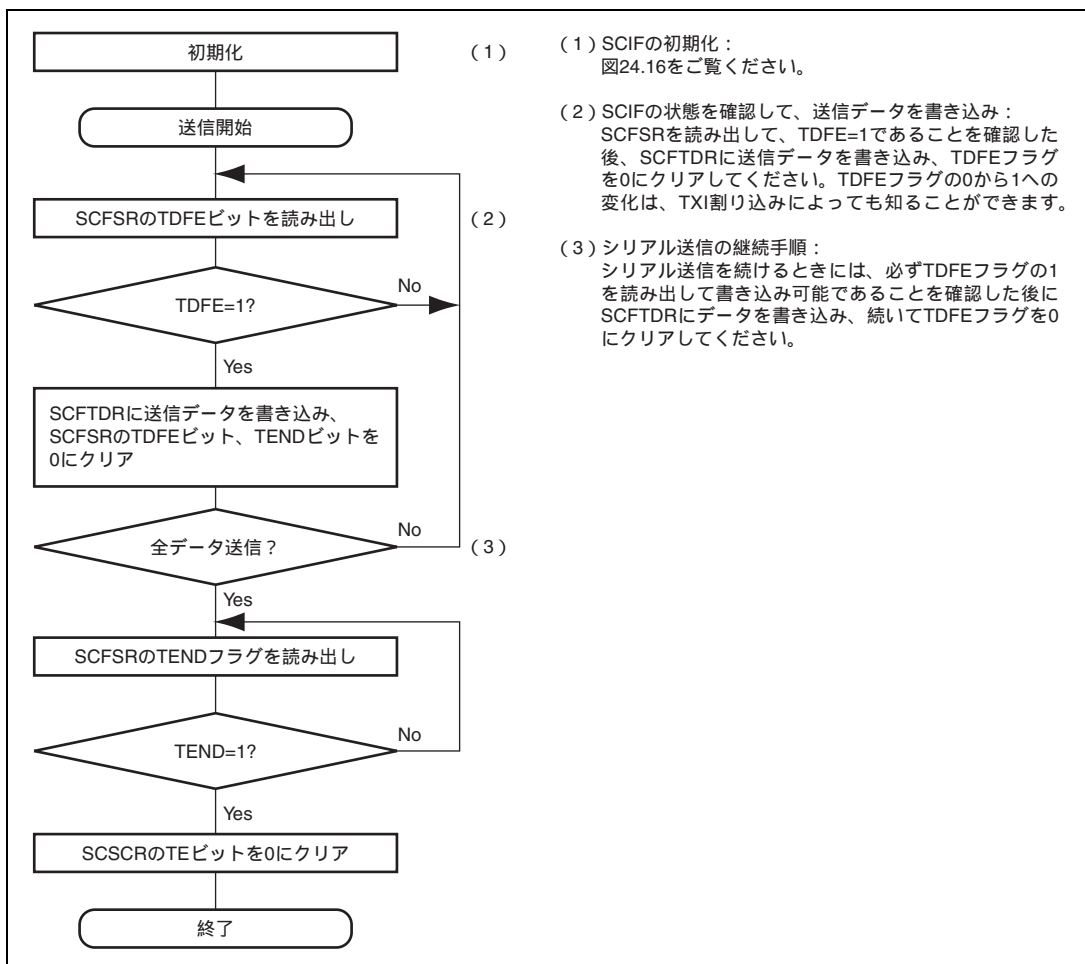 初期化
(1)
送信開始
SCFSRのTDFEビットを読み出し
(2)
TDFE=1?
No
Yes
SCFTDRに送信データを書き込み、
SCFSRのTDFEビット、TENDビットを
0にクリア
全データ送信？
No
(3)
Yes
SCFSRのTENDフラグを読み出し
TEND=1?
No
Yes
SCSCRのTEビットを0にクリア
終了
(1)SCIFの初期化：
図24.16をご覧ください。
(2)SCIFの状態を確認して、送信データを書き込み：
SCFSRを読み出して、TDFE=1であることを確認した
後、SCFTDRに送信データを書き込み、TDFEフラグ
を0にクリアしてください。TDFEフラグの0から1への
変化は、TXI割り込みによっても知ることができます。
(3)シリアル送信の継続手順：
シリアル送信を続けるときには、必ずTDFEフラグの1
を読み出して書き込み可能であることを確認した後に
SCFTDRにデータを書き込み、続いてTDFEフラグを0
にクリアしてください。